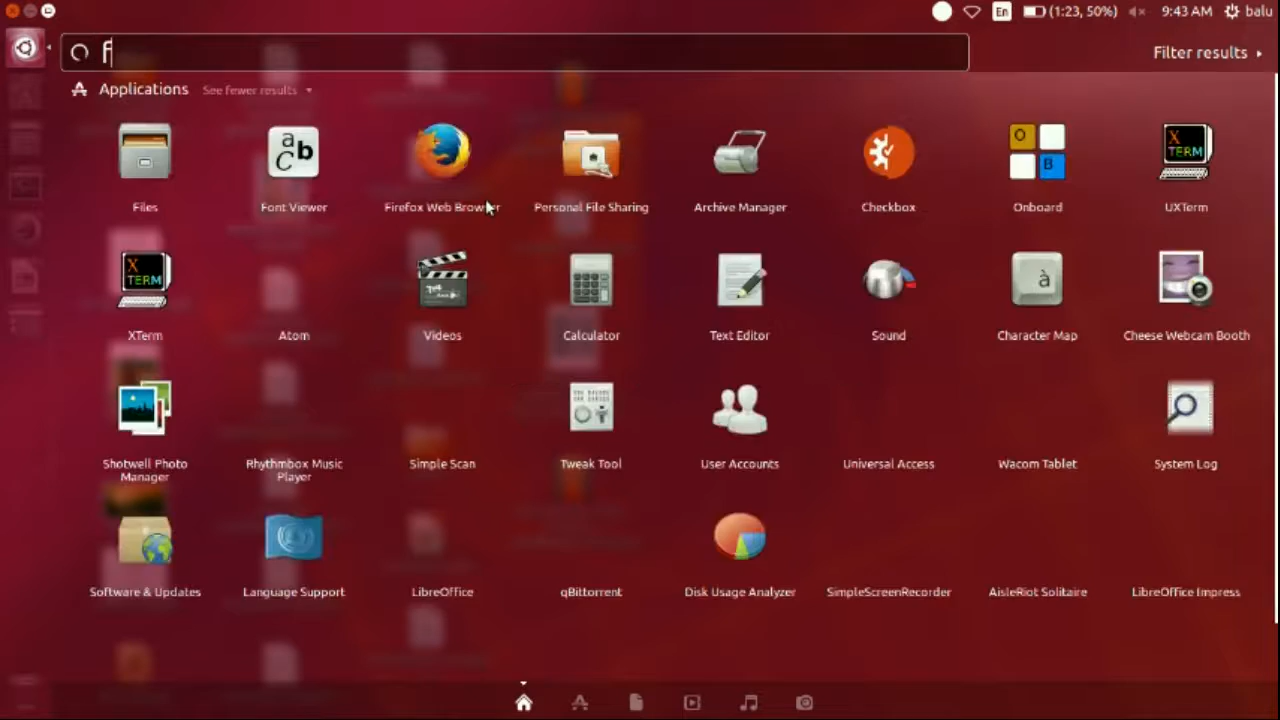 En (1:23, 50%) 9:43 AM balu
f
Filter results
Applications See fewer results
Files Font Viewer Firefox Web Browser Personal File Sharing Archive Manager Checkbox Onboard UXTerm
XTerm Atom Videos Calculator Text Editor Sound Character Map Cheese Webcam Booth
Shotwell Photo Manager Rhythmbox Music Player Simple Scan Tweak Tool User Accounts Universal Access Wacom Tablet System Log
Software & Updates Language Support LibreOffice qBittorrent Disk Usage Analyzer SimpleScreenRecorder AisleRiot Solitaire LibreOffice Impress